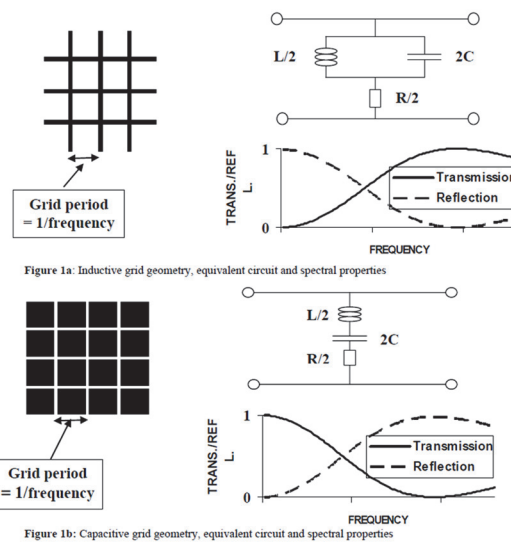 L/2
2C
R/2
1
TRANS./REF
L.
Transmission
Reflection
0
Grid period
= 1/frequency
FREQUENCY
Figure 1a: Inductive grid geometry, equivalent circuit and spectral properties
L/2
2C
R/2
1
TRANS./REF
L.
Transmission
Reflection
0
Grid period
= 1/frequency
FREQUENCY
Figure 1b: Capacitive grid geometry, equivalent circuit and spectral properties